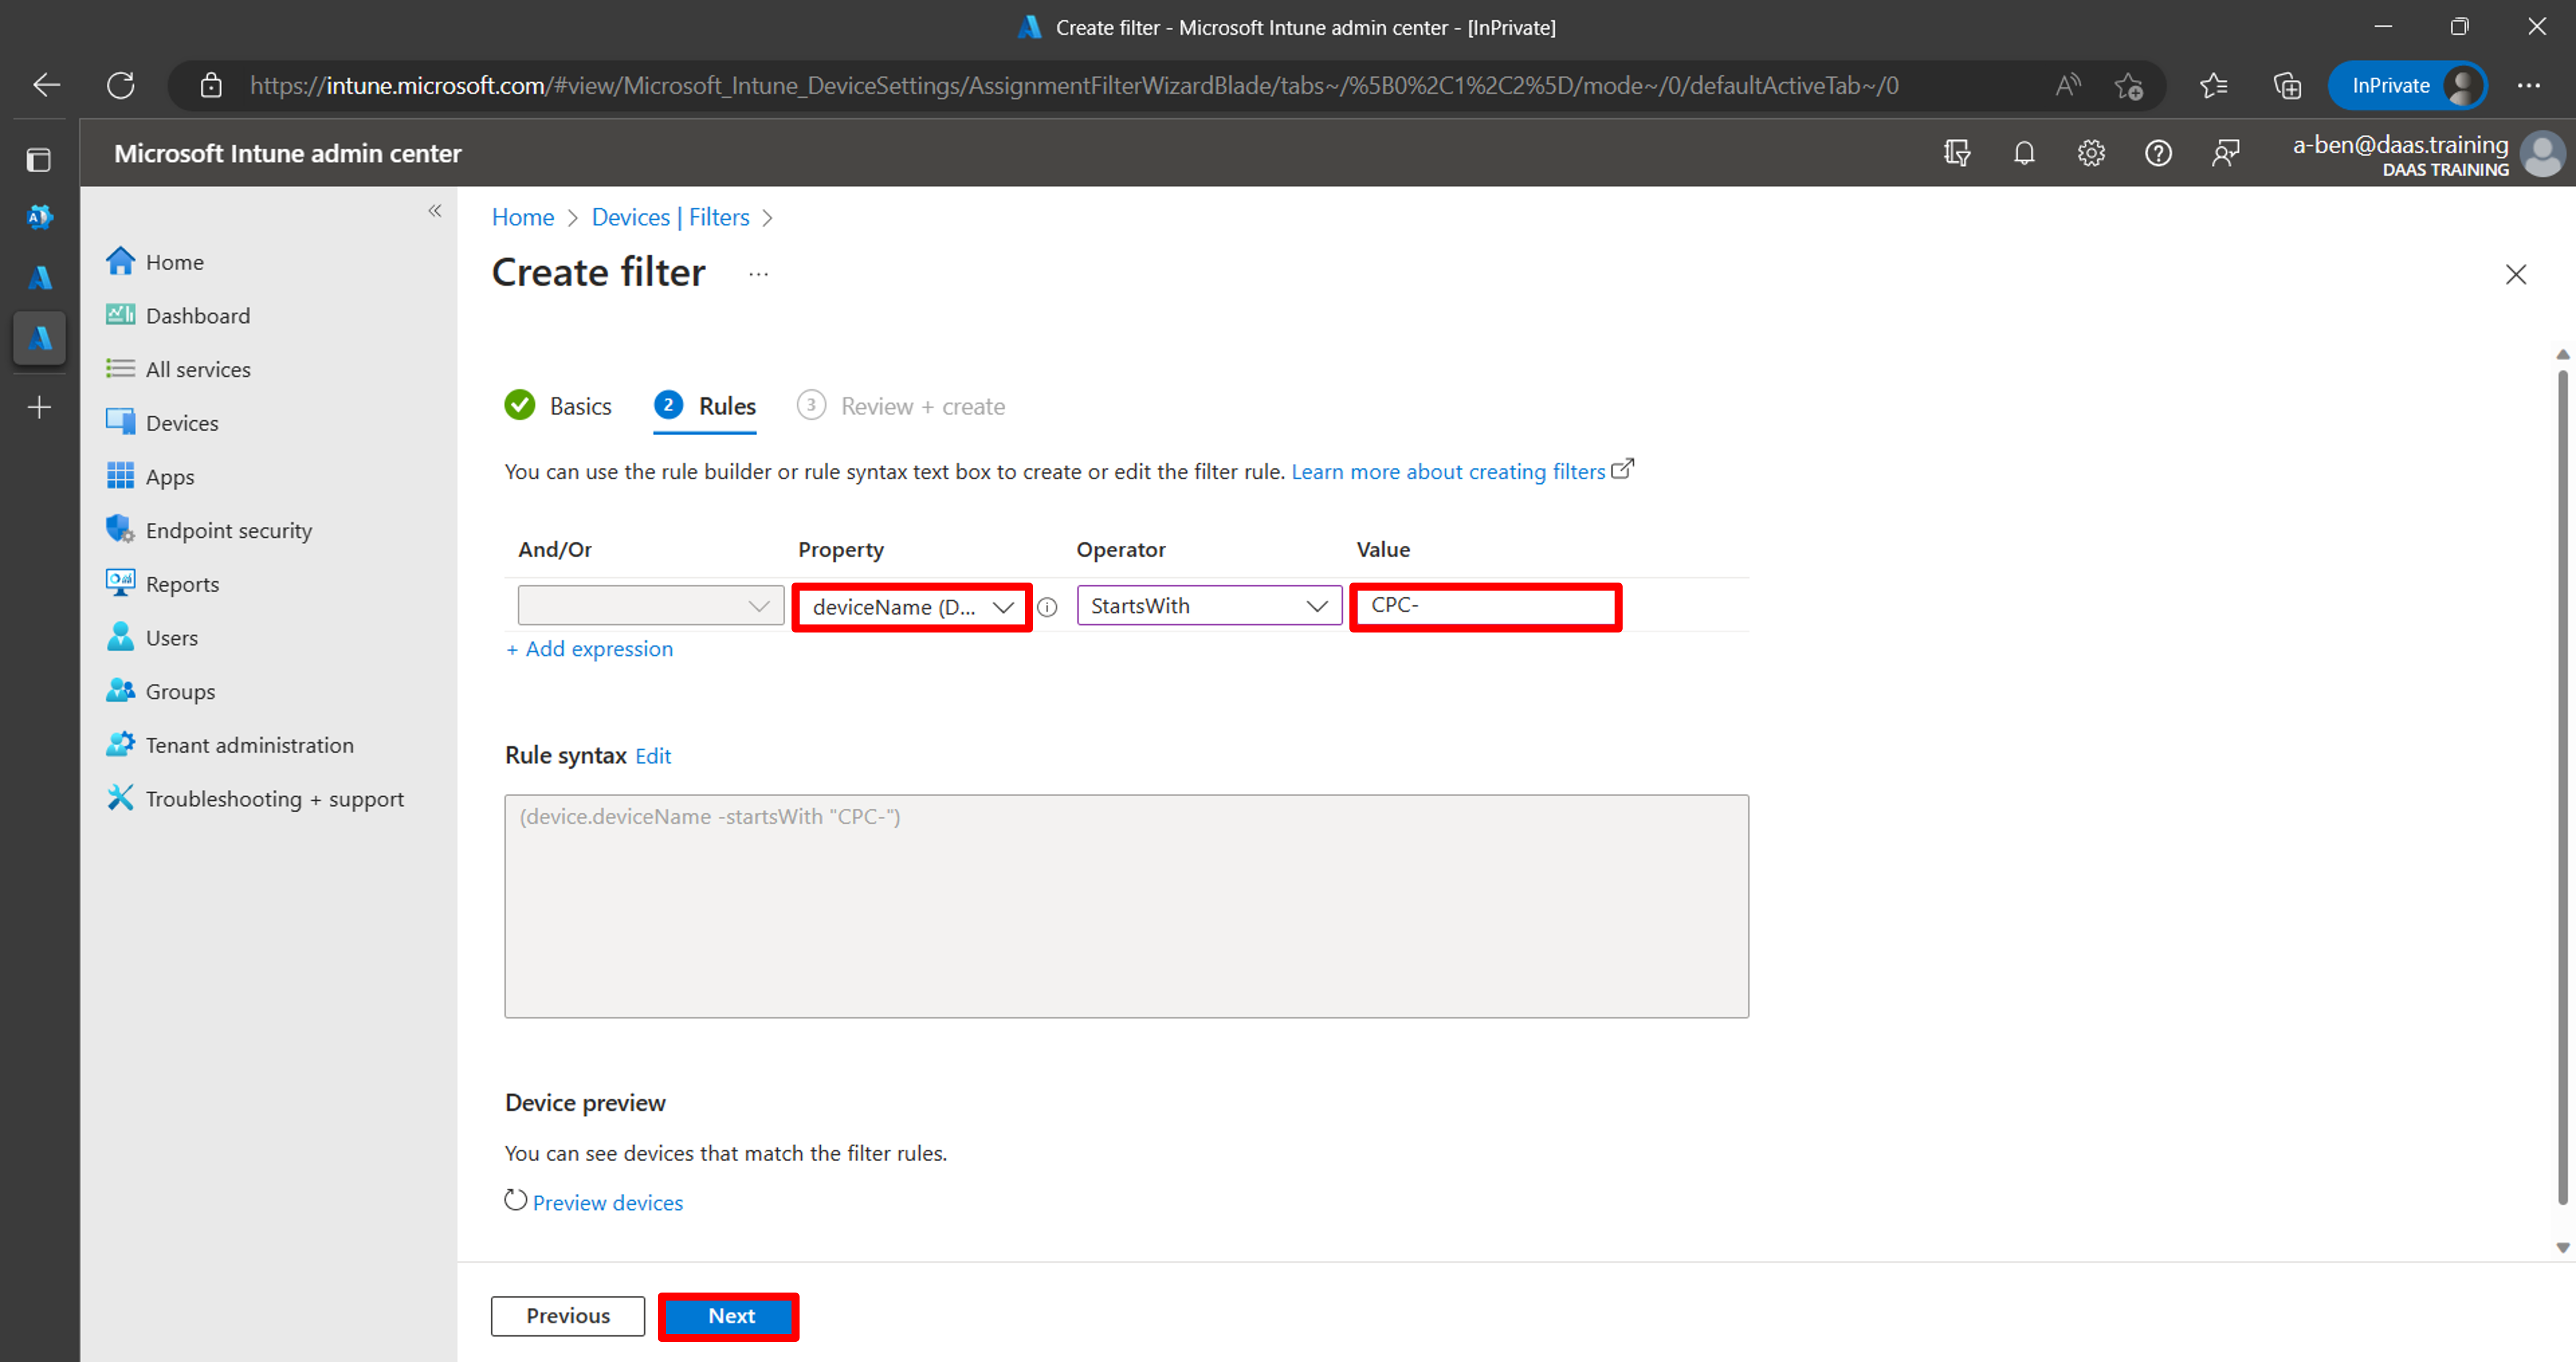 Create filter - Microsoft Intune admin center - [InPrivate]
https://intune.microsoft.com/#view/Microsoft_Intune_DeviceSettings/AssignmentFilterWizardBlade/tabs~/%5B0%2C1%2C2%5D/mode~/0/defaultActiveTab~/0
InPrivate
Microsoft Intune admin center
a-ben@daas.training
DAAS TRAINING
Home
Dashboard
All services
Devices
Apps
Endpoint security
Reports
Users
Groups
Tenant administration
Troubleshooting + support
Home > Devices | Filters >
Create filter ...
Basics 2 Rules 3 Review + create
You can use the rule builder or rule syntax text box to create or edit the filter rule. Learn more about creating filters
And/Or Property Operator Value
deviceName (D... StartsWith CPC-
+ Add expression
Rule syntax Edit
(device.deviceName -startsWith "CPC-")
Device preview
You can see devices that match the filter rules.
Preview devices
Previous Next